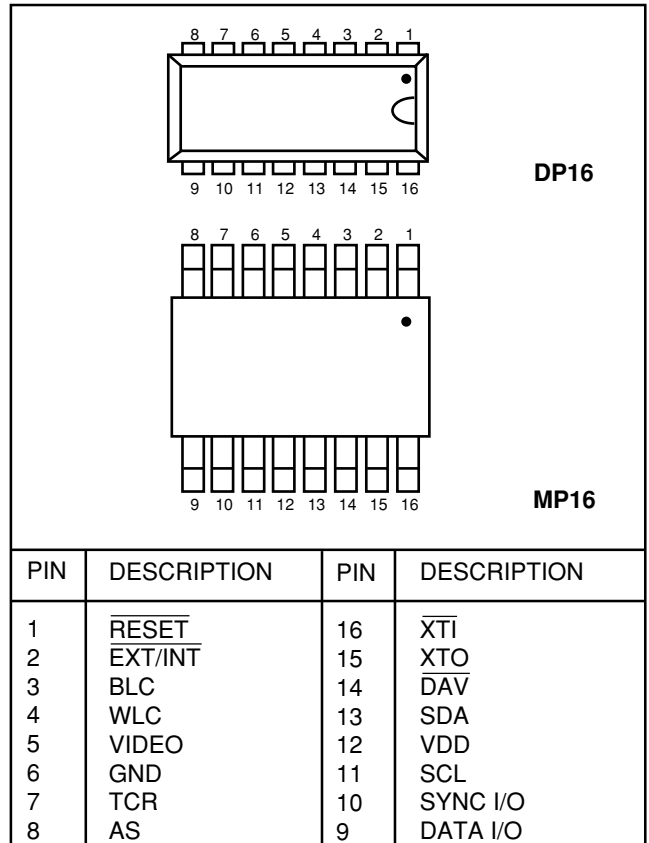 8 7 6 5 4 3 2 1
9 10 11 12 13 14 15 16
DP16
8 7 6 5 4 3 2 1
9 10 11 12 13 14 15 16
MP16
PIN DESCRIPTION PIN DESCRIPTION
1 RESET 16 XTI
2 EXT/INT 15 XTO
3 BLC 14 DAV
4 WLC 13 SDA
5 VIDEO 12 VDD
6 GND 11 SCL
7 TCR 10 SYNC I/O
8 AS 9 DATA I/O